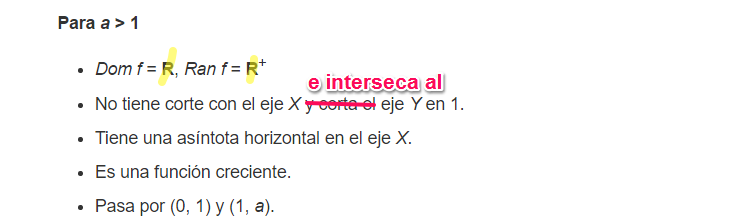 Para a > 1
• Dom f = R, Ran f = R⁺
e interseca al
• No tiene corte con el eje X y corta el eje Y en 1.
• Tiene una asíntota horizontal en el eje X.
• Es una función creciente.
• Pasa por (0, 1) y (1, a).